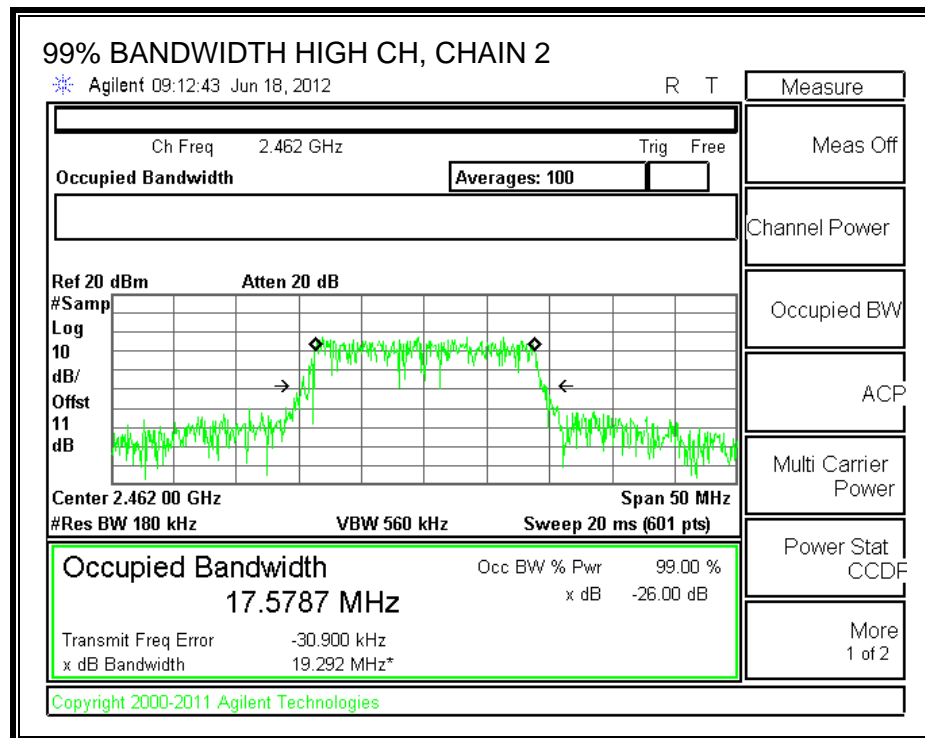 99% BANDWIDTH HIGH CH, CHAIN 2
Agilent 09:12:43 Jun 18, 2012 R T
Ch Freq 2.462 GHz Trig Free
Occupied Bandwidth Averages: 100
Ref 20 dBm Atten 20 dB
#Samp
Log
10
dB/
Offst
11
dB
Center 2.462 00 GHz Span 50 MHz
#Res BW 180 kHz VBW 560 kHz Sweep 20 ms (601 pts)
Occupied Bandwidth Occ BW % Pwr 99.00 %
17.5787 MHz x dB -26.00 dB
Transmit Freq Error -30.900 kHz
x dB Bandwidth 19.292 MHz*
Copyright 2000-2011 Agilent Technologies
Measure
Meas Off
Channel Power
Occupied BW
ACP
Multi Carrier
Power
Power Stat
CCDF
More
1 of 2